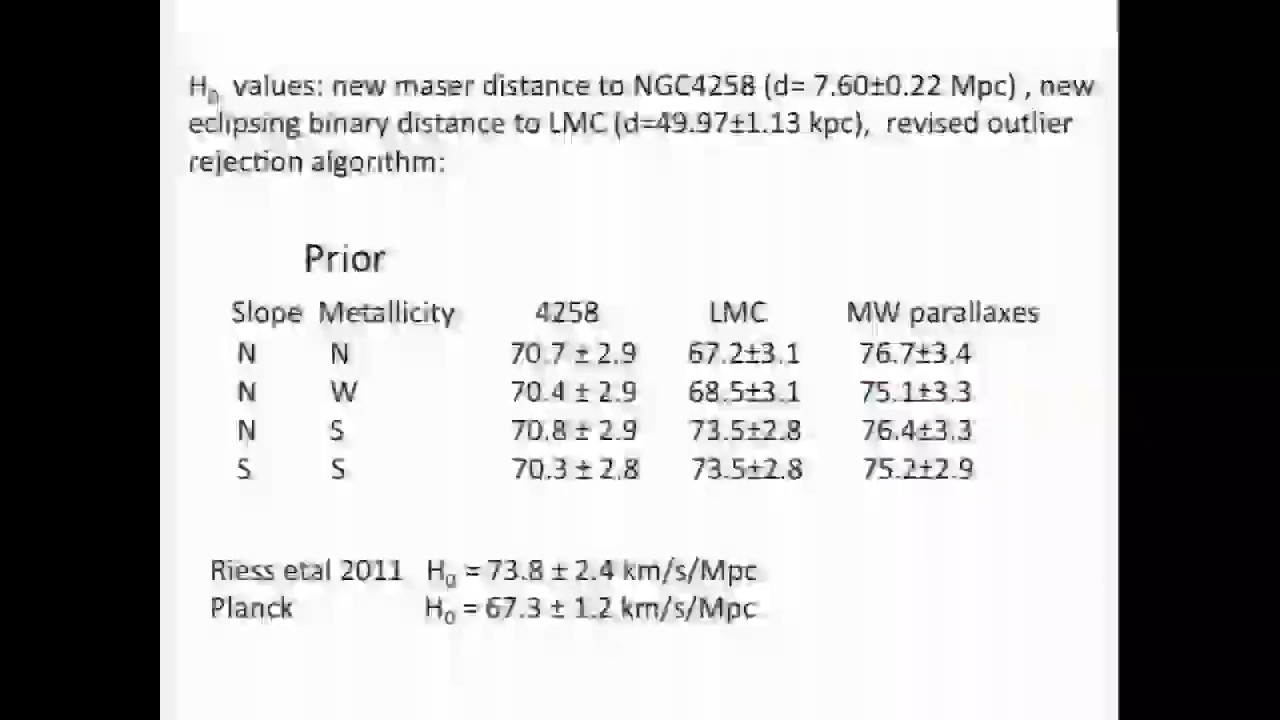 H₀ values: new maser distance to NGC4258 (d= 7.60±0.22 Mpc) , new
eclipsing binary distance to LMC (d=49.97±1.13 kpc), revised outlier
rejection algorithm:
Prior
Slope Metallicity 4258 LMC MW parallaxes
N N 70.7 ± 2.9 67.2±3.1 76.7±3.4
N W 70.4 ± 2.9 68.5±3.1 75.1±3.3
N S 70.8 ± 2.9 73.5±2.8 76.4±3.3
S S 70.3 ± 2.8 73.5±2.8 75.2±2.9
Riess etal 2011 H₀ = 73.8 ± 2.4 km/s/Mpc
Planck H₀ = 67.3 ± 1.2 km/s/Mpc